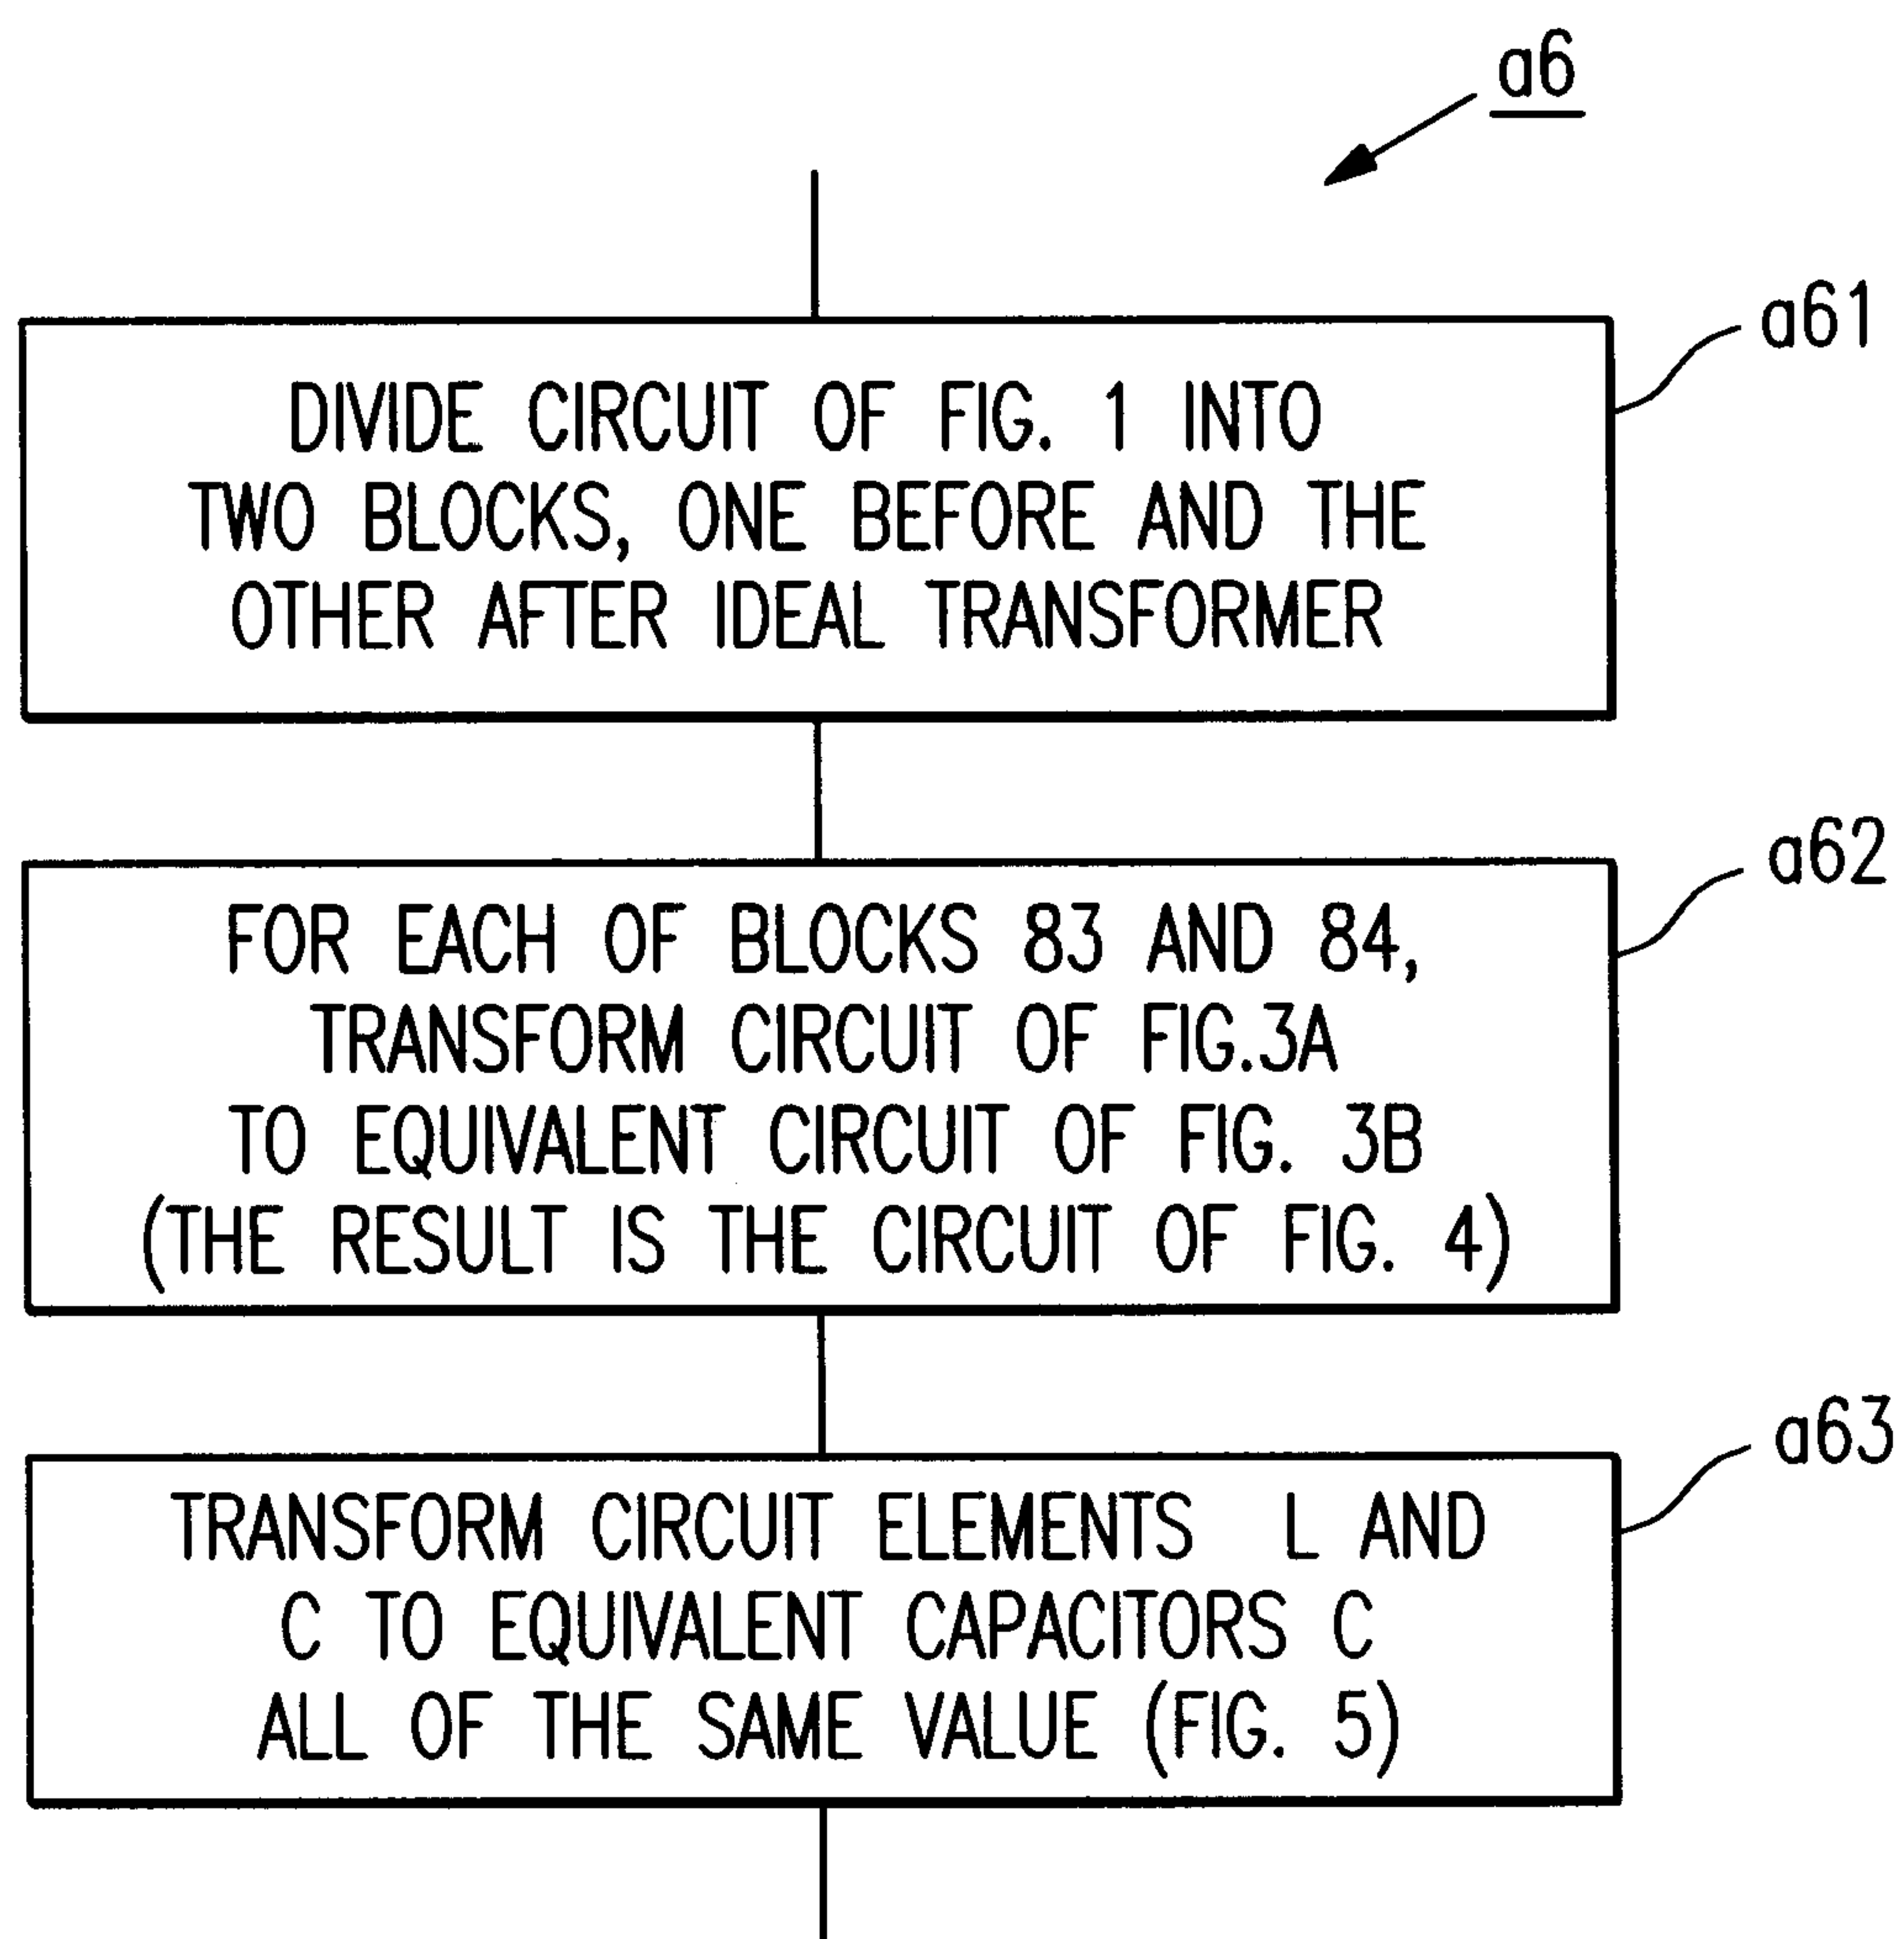 a6
a61
DIVIDE CIRCUIT OF FIG. 1 INTO
TWO BLOCKS, ONE BEFORE AND THE
OTHER AFTER IDEAL TRANSFORMER
a62
FOR EACH OF BLOCKS 83 AND 84,
TRANSFORM CIRCUIT OF FIG.3A
TO EQUIVALENT CIRCUIT OF FIG. 3B
(THE RESULT IS THE CIRCUIT OF FIG. 4)
a63
TRANSFORM CIRCUIT ELEMENTS L AND
C TO EQUIVALENT CAPACITORS C
ALL OF THE SAME VALUE (FIG. 5)